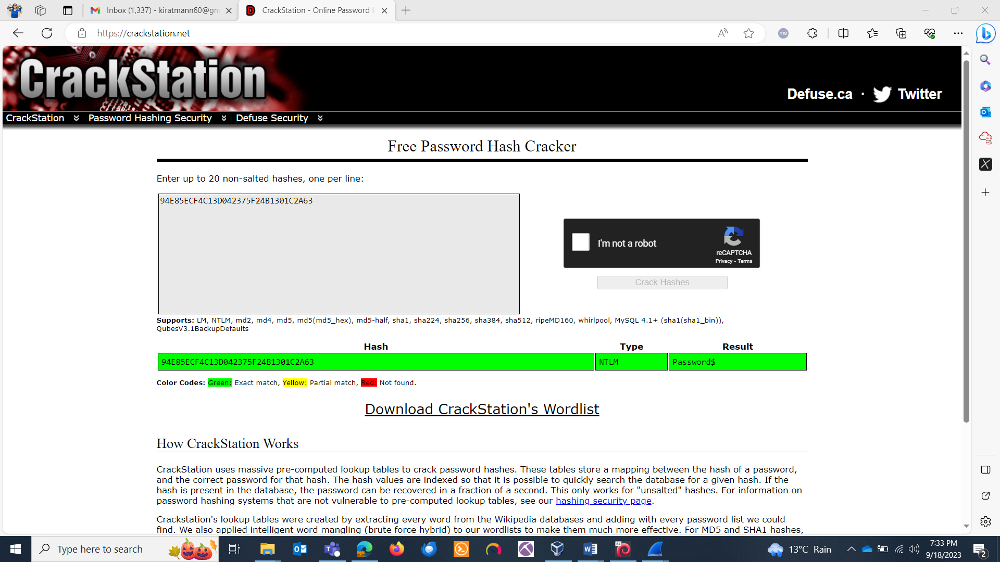 Inbox (1,337) - kiratmann60@gm
CrackStation - Online Password H
https://crackstation.net
CrackStation
Defuse.ca · Twitter
CrackStation Password Hashing Security Defuse Security
Free Password Hash Cracker
Enter up to 20 non-salted hashes, one per line:
94E85ECF4C13D042375F24B1301C2A63
I'm not a robot
reCAPTCHA
Privacy - Terms
Crack Hashes
Supports: LM, NTLM, md2, md4, md5, md5(md5_hex), md5-half, sha1, sha224, sha256, sha384, sha512, ripeMD160, whirlpool, MySQL 4.1+ (sha1(sha1_bin)),
QubesV3.1BackupDefaults
Hash Type Result
94E85ECF4C13D042375F24B1301C2A63 NTLM Password$
Color Codes: Green: Exact match, Yellow: Partial match, Red: Not found.
Download CrackStation's Wordlist
How CrackStation Works
CrackStation uses massive pre-computed lookup tables to crack password hashes. These tables store a mapping between the hash of a password,
and the correct password for that hash. The hash values are indexed so that it is possible to quickly search the database for a given hash. If the
hash is present in the database, the password can be recovered in a fraction of a second. This only works for "unsalted" hashes. For information on
password hashing systems that are not vulnerable to pre-computed lookup tables, see our hashing security page.
Crackstation's lookup tables were created by extracting every word from the Wikipedia databases and adding with every password list we could
find. We also applied intelligent word mangling (brute force hybrid) to our wordlists to make them much more effective. For MD5 and SHA1 hashes,
Type here to search
13°C Rain
7:33 PM
9/18/2023
2